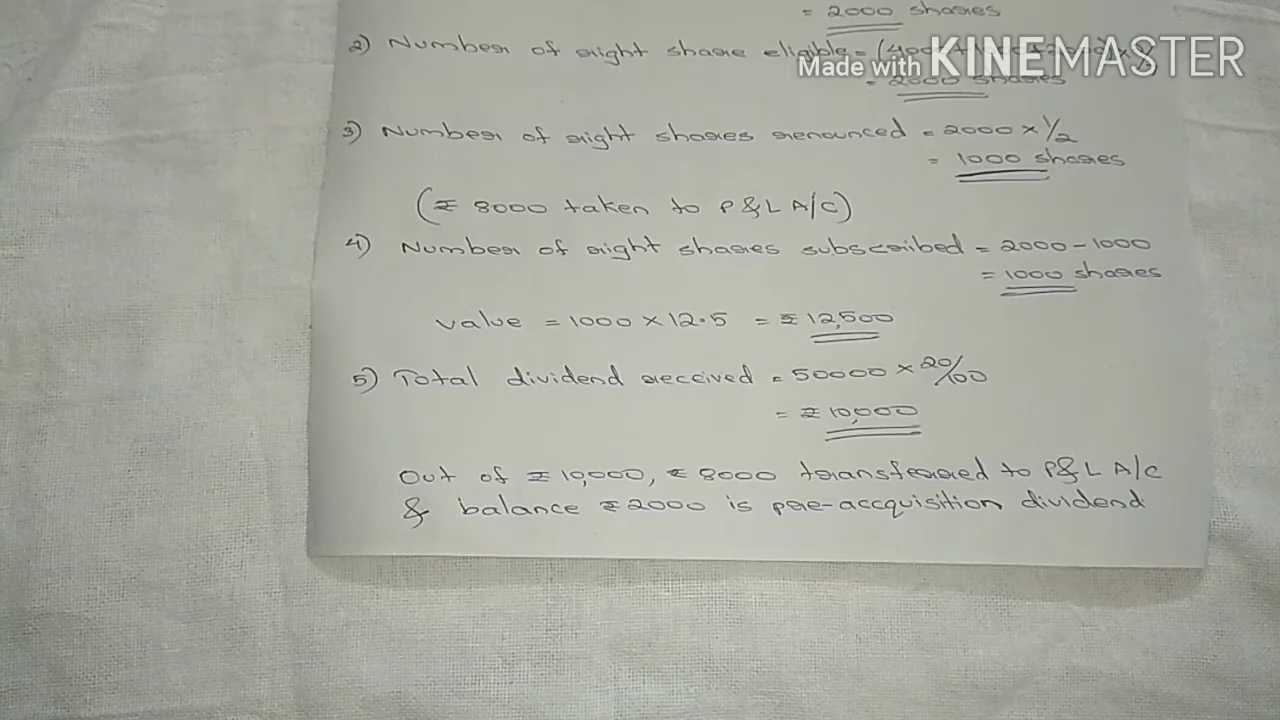 = 2000 shares
2) Number of right share eligible = (400
Made with KINEMASTER
= 2000 shares
3) Number of right shares renounced = 2000 × 1/2
= 1000 shares
(₹ 8000 taken to P&L A/C)
4) Number of right shares subscribed = 2000 - 1000
= 1000 shares
value = 1000 × 12.5 = ₹ 12,500
5) Total dividend received = 50000 × 20/100
= ₹ 10,000
Out of ₹ 10,000, ₹ 8000 transferred to P&L A/C
& balance ₹ 2000 is pre-accquisition dividend